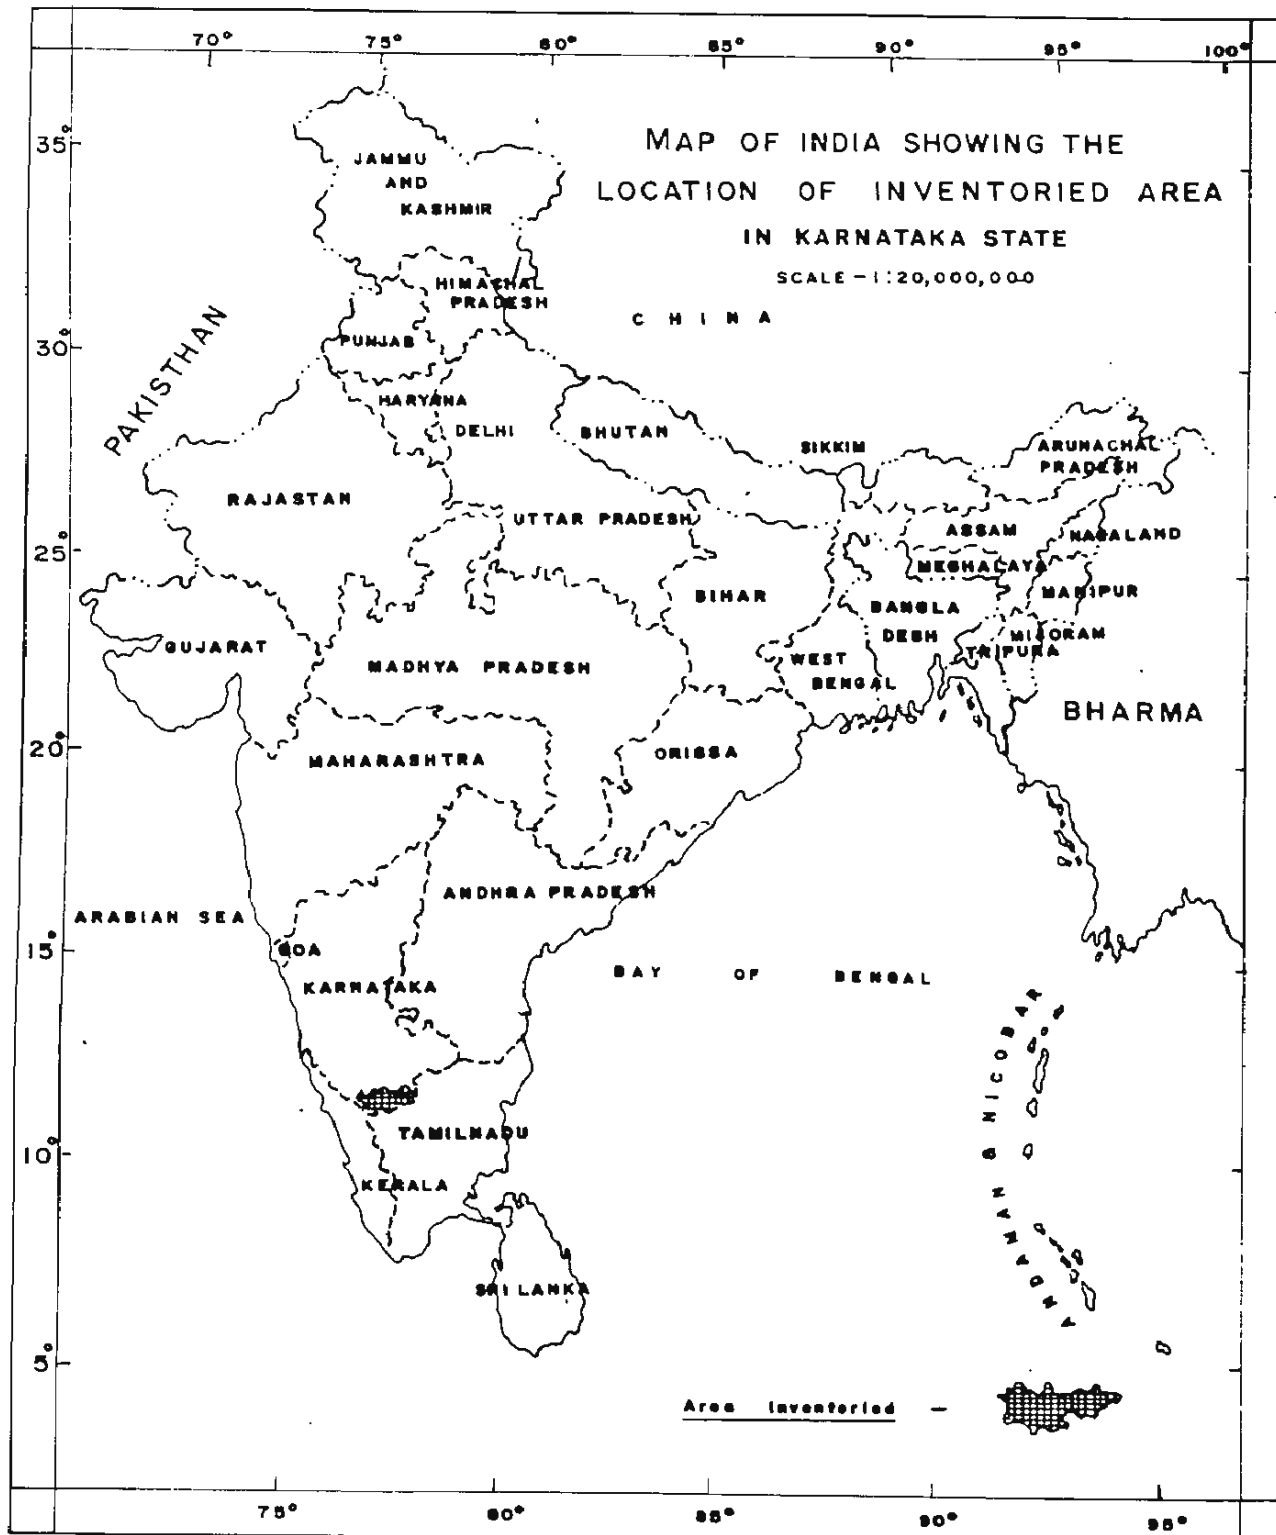 70° 75° 80° 85° 90° 95° 100°
MAP OF INDIA SHOWING THE
LOCATION OF INVENTORIED AREA
IN KARNATAKA STATE
SCALE - 1:20,000,000
35°
JAMMU
AND
KASHMIR
HIMACHAL
PRADESH
CHINA
PAKISTHAN
30°
PUNJAB
HARYANA
DELHI
BHUTAN
SIKKIM
ARUNACHAL
PRADESH
RAJASTAN
UTTAR PRADESH
ASSAM
NAGALAND
25°
MEGHALAYA
BIHAR
BANGLA
DESH
MANIPUR
MIZORAM
TRIPURA
GUJARAT
MADHYA PRADESH
WEST
BENGAL
BHARMA
20°
MAHARASHTRA
ORISSA
ANDHRA PRADESH
ARABIAN SEA
15°
GOA
KARNATAKA
BAY OF BENGAL
ANDAMAN & NICOBAR
10°
TAMILNADU
KERALA
SRI LANKA
5°
Area Inventoried -
75° 80° 85° 90° 95°